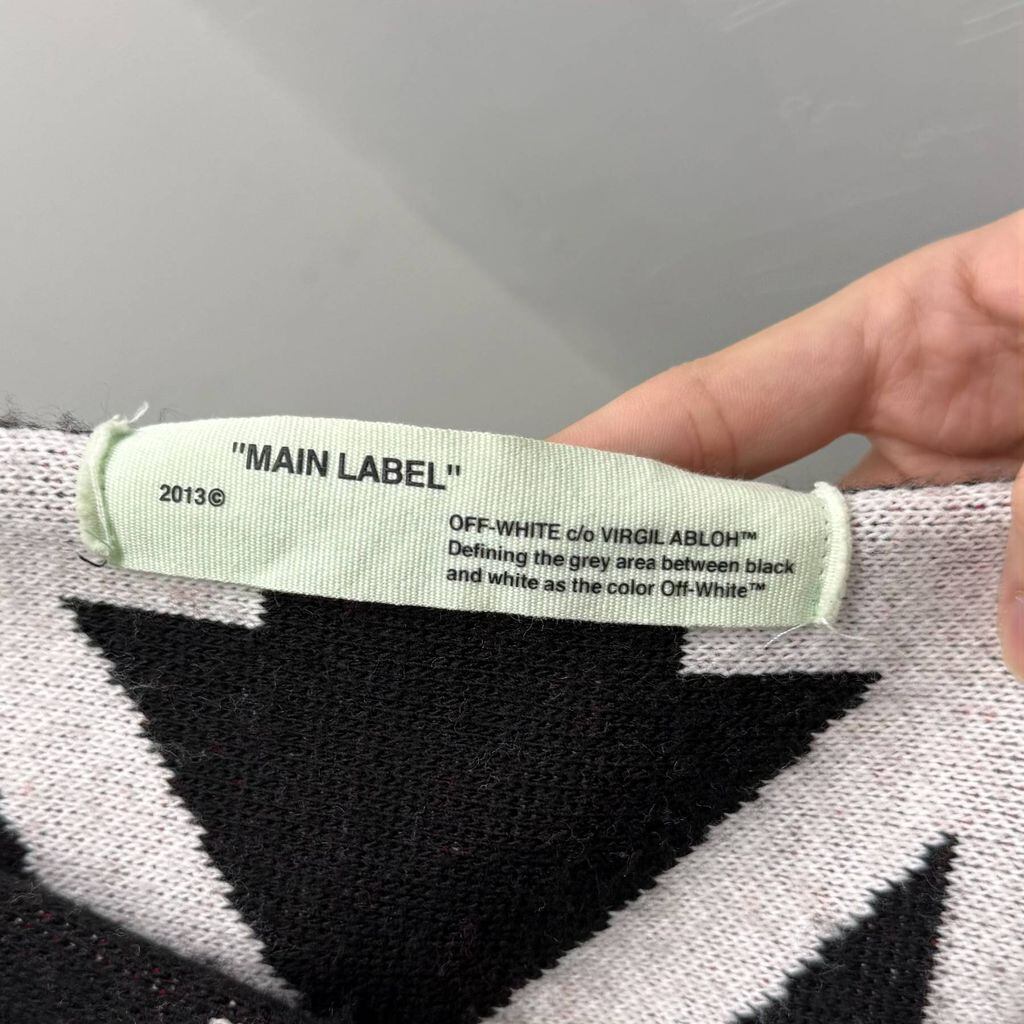 "MAIN LABEL"
2013©
OFF-WHITE c/o VIRGIL ABLOH™
Defining the grey area between black
and white as the color Off-White™